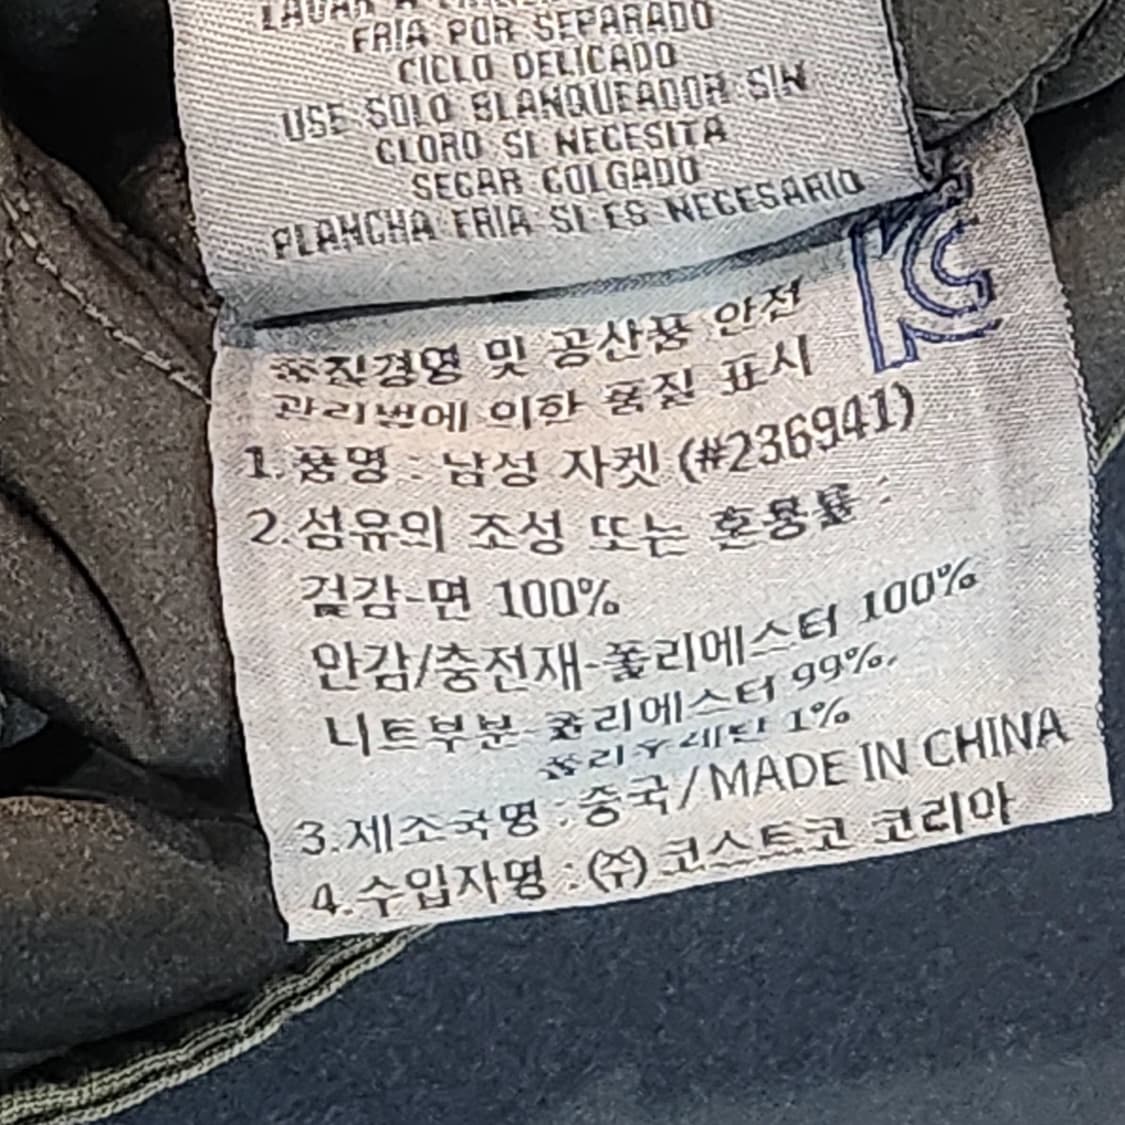 LAVAR A
FRIA POR SEPARADO
CICLO DELICADO
USE SOLO BLANQUEADOR SIN
CLORO SI NECESITA
SECAR COLGADO
PLANCHA FRIA SI ES NECESARIO
품질경영 및 공산품 안전
관리법에 의한 품질 표시
1.품명 : 남성 자켓 (#236941)
2.섬유의 조성 또는 혼용률 :
겉감-면 100%
안감/충전재-폴리에스터 100%
니트부분-폴리에스터 99%,
폴리우레탄 1%
3.제조국명 : 중국/MADE IN CHINA
4.수입자명 : (주)코스트코 코리아